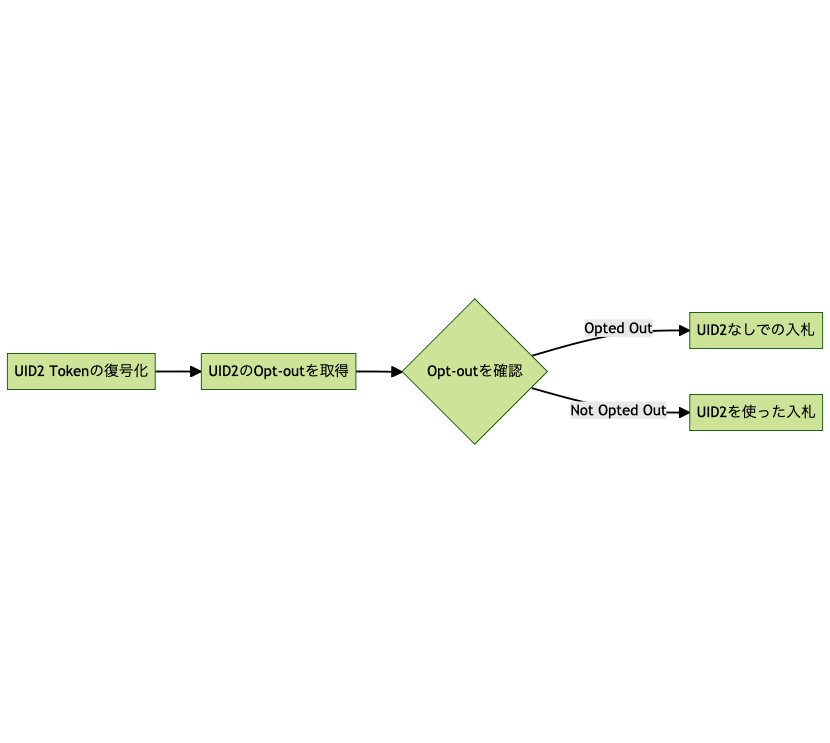 UID2 Tokenの復号化
UID2のOpt-outを取得
Opt-outを確認
Opted Out
UID2なしでの入札
Not Opted Out
UID2を使った入札